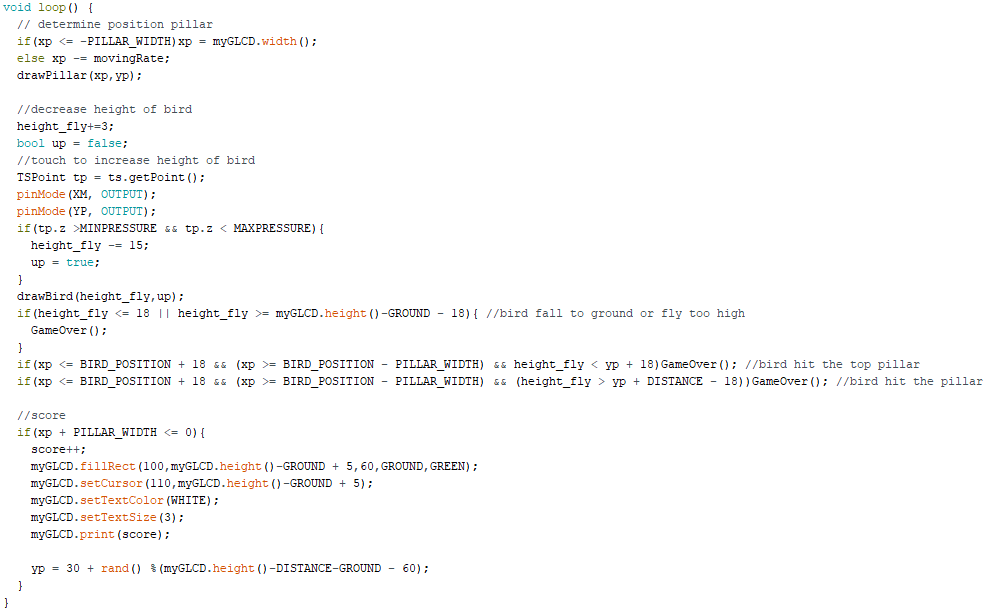 void loop() {
  // determine position pillar
  if(xp <= -PILLAR_WIDTH)xp = myGLCD.width();
  else xp -= movingRate;
  drawPillar(xp,yp);

  //decrease height of bird
  height_fly+=3;
  bool up = false;
  //touch to increase height of bird
  TSPoint tp = ts.getPoint();
  pinMode(XM, OUTPUT);
  pinMode(YP, OUTPUT);
  if(tp.z >MINPRESSURE && tp.z < MAXPRESSURE){
    height_fly -= 15;
    up = true;
  }
  drawBird(height_fly,up);
  if(height_fly <= 18 || height_fly >= myGLCD.height()-GROUND - 18){ //bird fall to ground or fly too high
    GameOver();
  }
  if(xp <= BIRD_POSITION + 18 && (xp >= BIRD_POSITION - PILLAR_WIDTH) && height_fly < yp + 18)GameOver(); //bird hit the top pillar
  if(xp <= BIRD_POSITION + 18 && (xp >= BIRD_POSITION - PILLAR_WIDTH) && (height_fly > yp + DISTANCE - 18))GameOver(); //bird hit the pillar

  //score
  if(xp + PILLAR_WIDTH <= 0){
    score++;
    myGLCD.fillRect(100,myGLCD.height()-GROUND + 5,60,GROUND,GREEN);
    myGLCD.setCursor(110,myGLCD.height()-GROUND + 5);
    myGLCD.setTextColor(WHITE);
    myGLCD.setTextSize(3);
    myGLCD.print(score);

    yp = 30 + rand() %(myGLCD.height()-DISTANCE-GROUND - 60);
  }
}